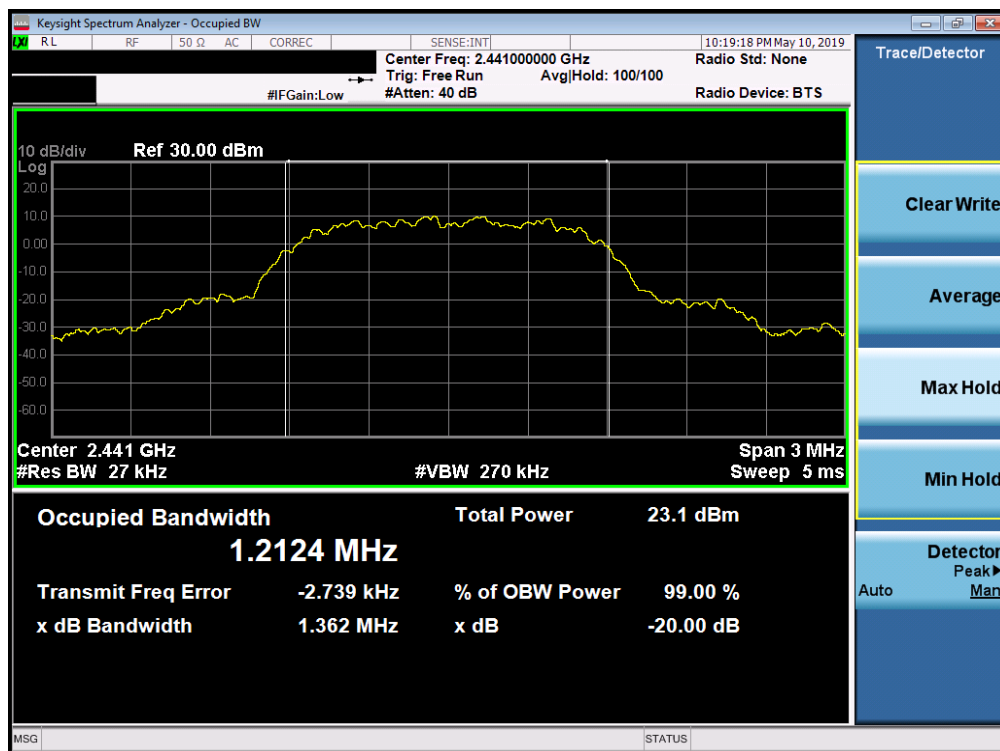 Keysight Spectrum Analyzer - Occupied BW
LXI RL RF 50 Ω AC CORREC SENSE:INT 10:19:18 PM May 10, 2019
Center Freq: 2.441000000 GHz Radio Std: None
Trig: Free Run Avg|Hold: 100/100
#IFGain:Low #Atten: 40 dB Radio Device: BTS
Trace/Detector
10 dB/div Ref 30.00 dBm
Log
20.0
10.0
0.00
-10.0
-20.0
-30.0
-40.0
-50.0
-60.0
Center 2.441 GHz Span 3 MHz
#Res BW 27 kHz #VBW 270 kHz Sweep 5 ms
Occupied Bandwidth Total Power 23.1 dBm
1.2124 MHz
Transmit Freq Error -2.739 kHz % of OBW Power 99.00 %
x dB Bandwidth 1.362 MHz x dB -20.00 dB
Clear Write
Average
Max Hold
Min Hold
Detector
Peak▶
Auto Man
MSG STATUS